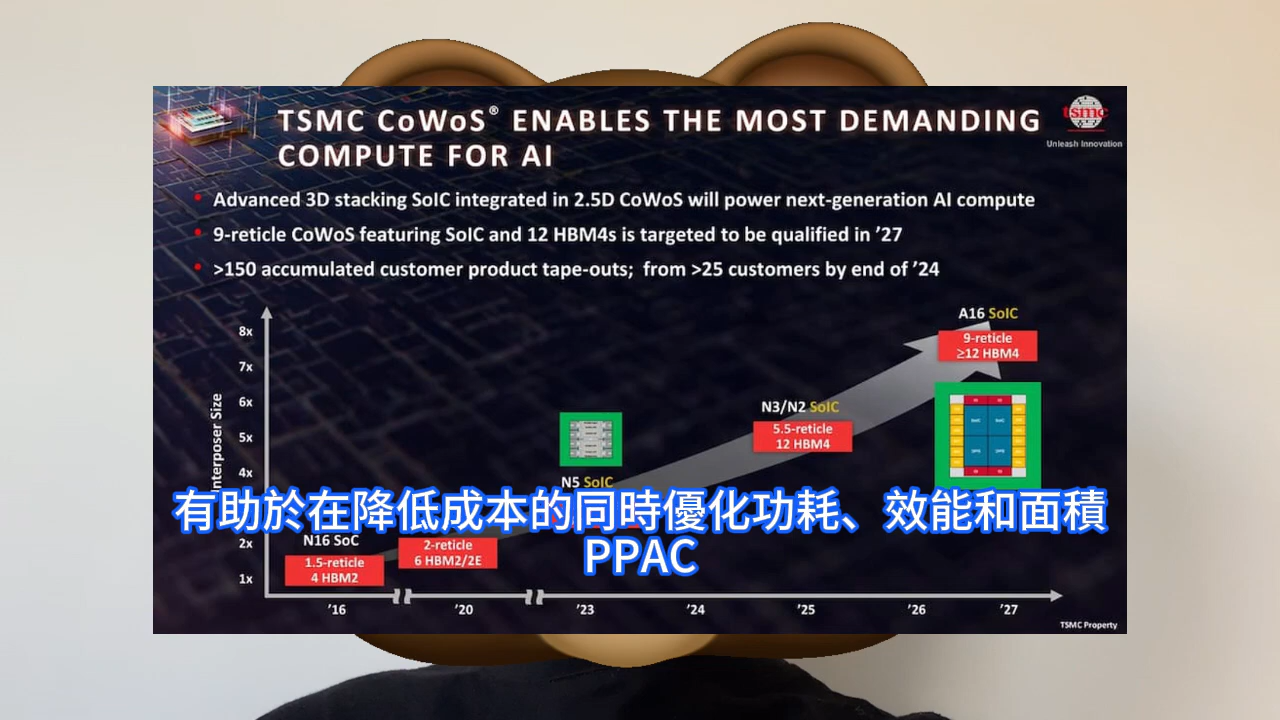 TSMC CoWoS® ENABLES THE MOST DEMANDING
COMPUTE FOR AI
tsmc
Unleash Innovation
• Advanced 3D stacking SoIC integrated in 2.5D CoWoS will power next-generation AI compute
• 9-reticle CoWoS featuring SoIC and 12 HBM4s is targeted to be qualified in ’27
• >150 accumulated customer product tape-outs; from >25 customers by end of ’24
Interposer Size
8x
7x
6x
5x
4x
2x
1x
A16 SoIC
9-reticle
≥12 HBM4
N3/N2 SoIC
5.5-reticle
12 HBM4
N5 SoIC
N16 SoC
1.5-reticle
4 HBM2
2-reticle
6 HBM2/2E
有助於在降低成本的同時優化功耗、效能和面積
PPAC
’16
’20
’23
’24
’25
’26
’27
TSMC Property